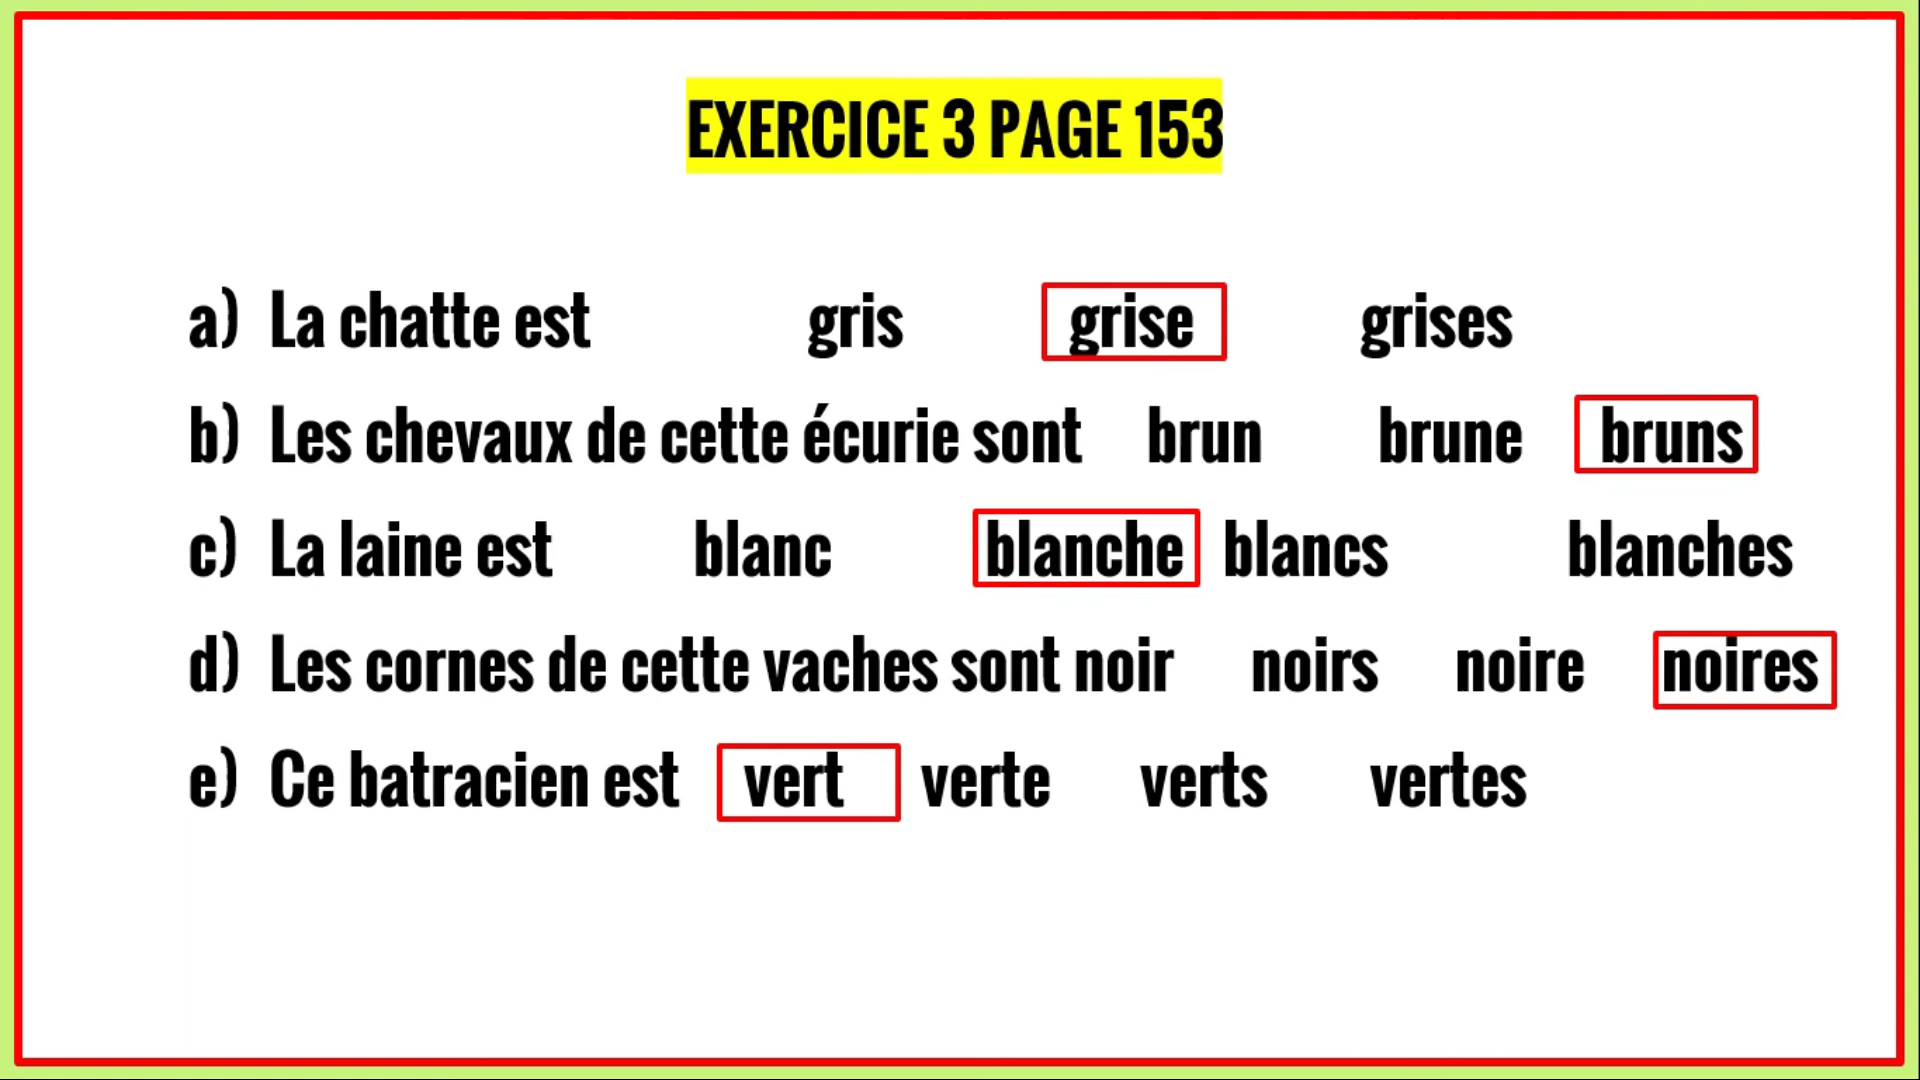 EXERCICE 3 PAGE 153
a) La chatte est gris grise grises
b) Les chevaux de cette écurie sont brun brune bruns
c) La laine est blanc blanche blancs blanches
d) Les cornes de cette vaches sont noir noirs noire noires
e) Ce batracien est vert verte verts vertes